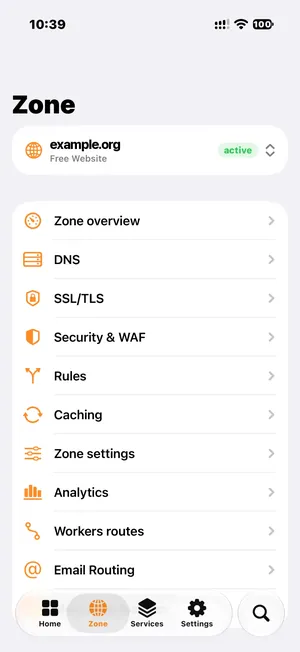 10:39
100
Zone
example.org
Free Website
active
Zone overview
DNS
SSL/TLS
Security & WAF
Rules
Caching
Zone settings
Analytics
Workers routes
Email Routing
Home
Zone
Services
Settings